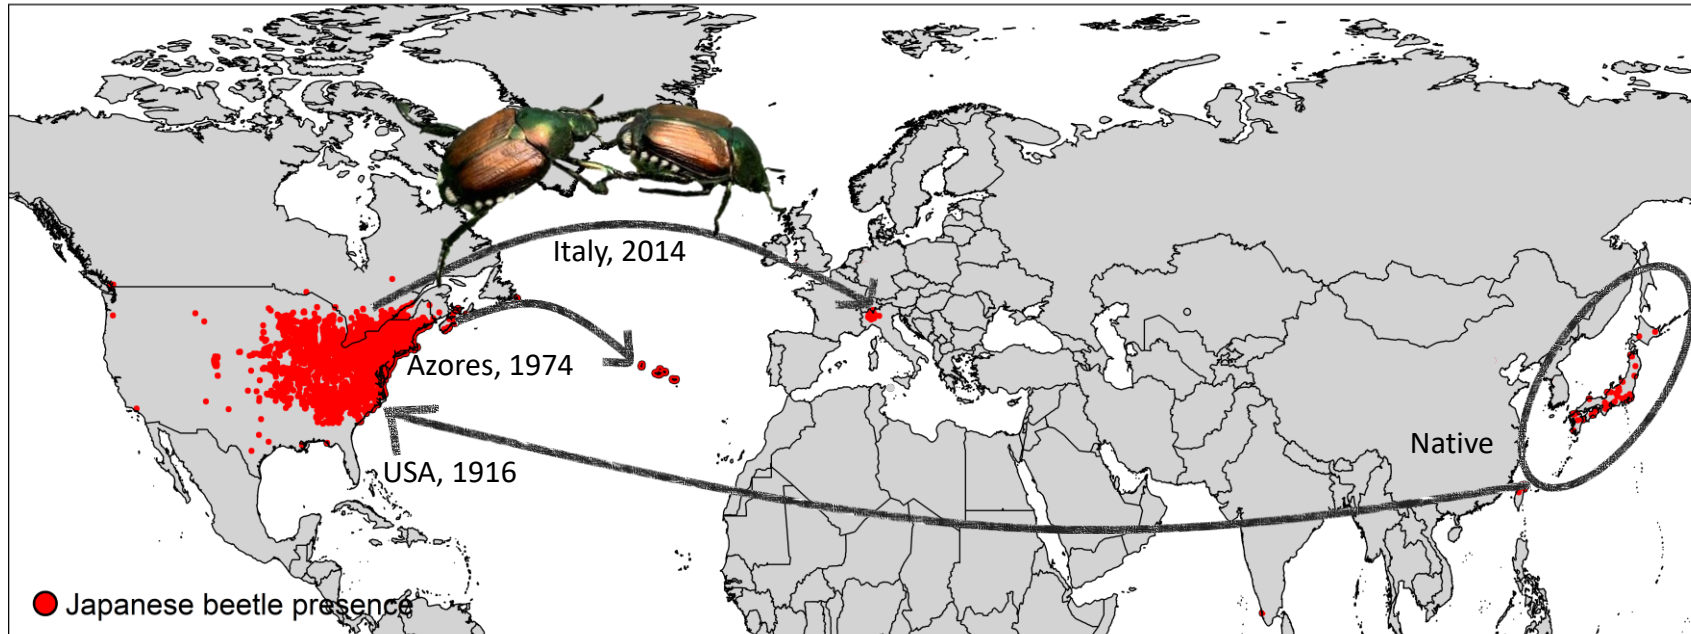 Italy, 2014
Azores, 1974
Native
USA, 1916
Japanese beetle presence